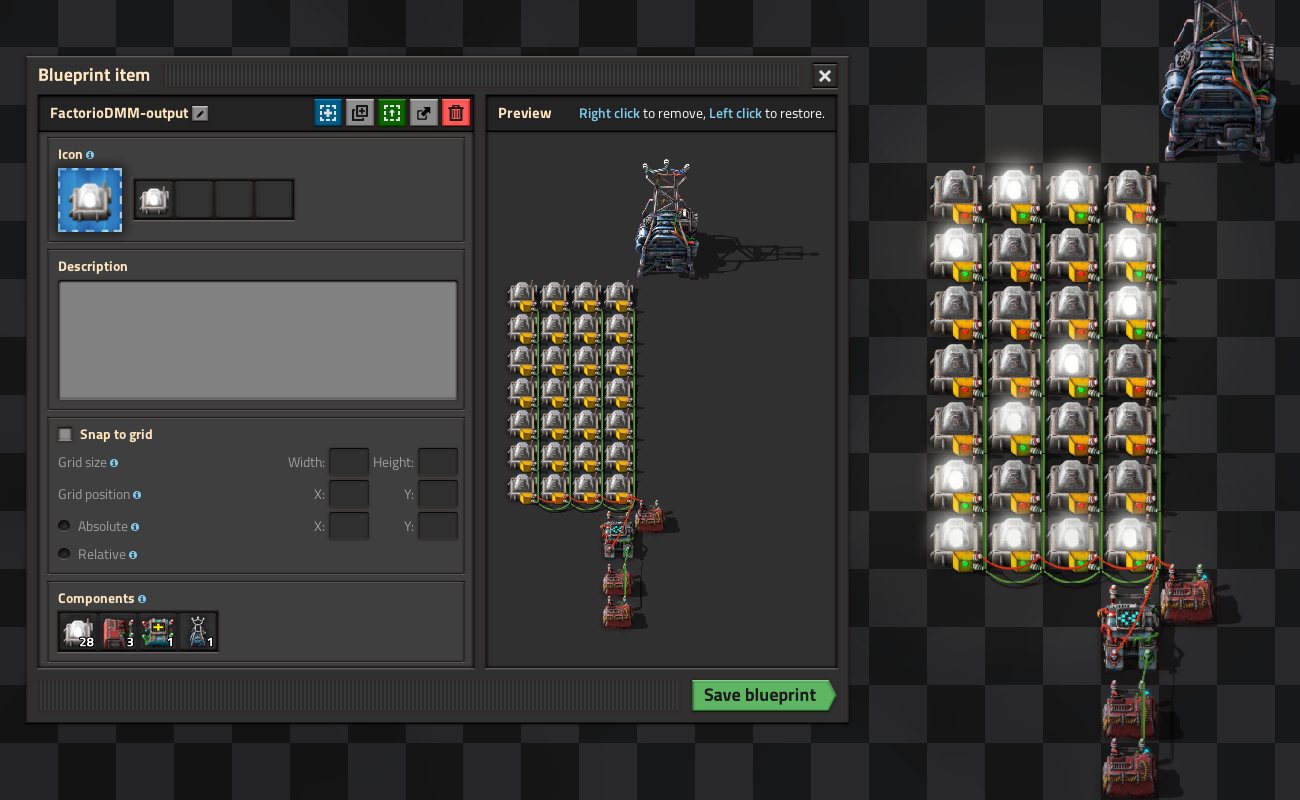 Blueprint item
FactorioDMM-output
Preview
Right click to remove, Left click to restore.
Icon
Description
Snap to grid
Grid size
Width:
Height:
Grid position
X:
Y:
Absolute
X:
Y:
Relative
Components
28
3
1
1
Save blueprint